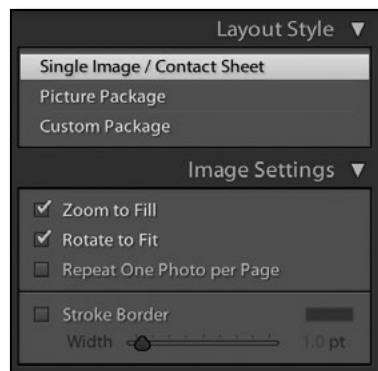 Layout Style
Single Image / Contact Sheet
Picture Package
Custom Package
Image Settings
Zoom to Fill
Rotate to Fit
Repeat One Photo per Page
Stroke Border
Width 1.0 pt